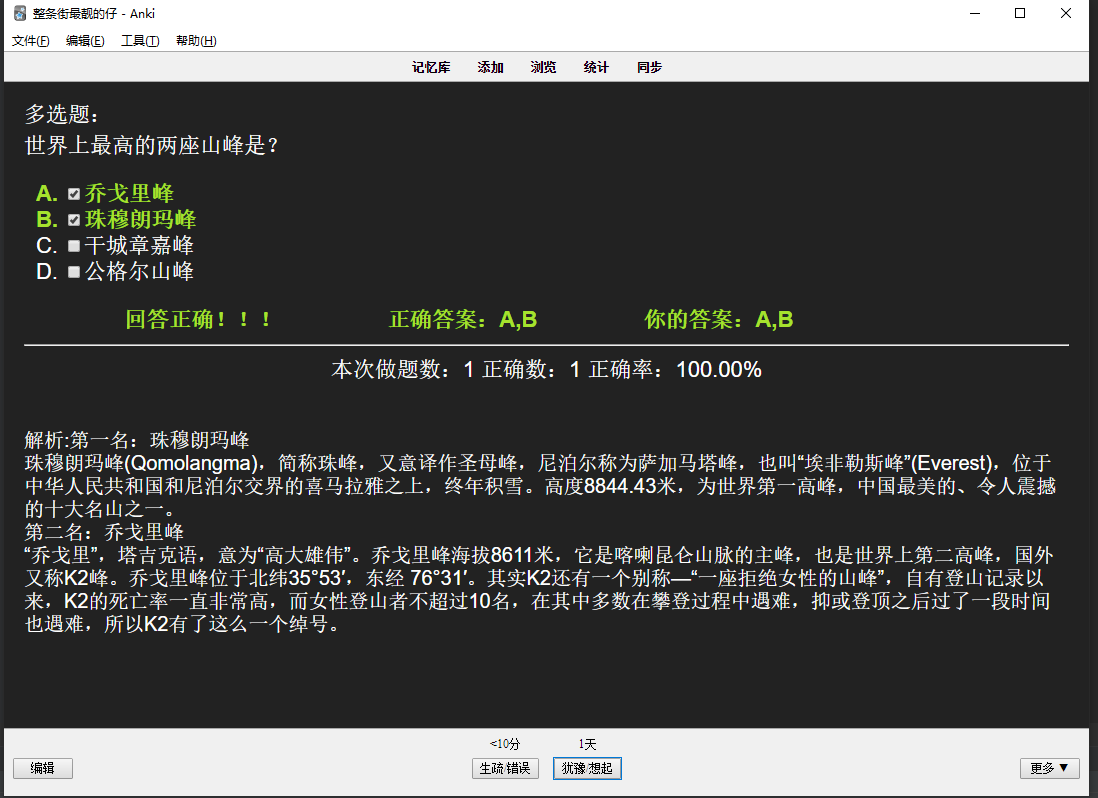 整条街最靓的仔 - Anki
文件(F) 编辑(E) 工具(T) 帮助(H)
记忆库 添加 浏览 统计 同步
多选题：
世界上最高的两座山峰是？
A. 乔戈里峰
B. 珠穆朗玛峰
C. 干城章嘉峰
D. 公格尔山峰
回答正确！！！ 正确答案：A,B 你的答案：A,B
本次做题数：1 正确数：1 正确率：100.00%
解析:第一名：珠穆朗玛峰
珠穆朗玛峰(Qomolangma)，简称珠峰，又意译作圣母峰，尼泊尔称为萨加马塔峰，也叫“埃非勒斯峰”(Everest)，位于
中华人民共和国和尼泊尔交界的喜马拉雅之上，终年积雪。高度8844.43米，为世界第一高峰，中国最美的、令人震撼
的十大名山之一。
第二名：乔戈里峰
“乔戈里”，塔吉克语，意为“高大雄伟”。乔戈里峰海拔8611米，它是喀喇昆仑山脉的主峰，也是世界上第二高峰，国外
又称K2峰。乔戈里峰位于北纬35°53′，东经 76°31′。其实K2还有一个别称—“一座拒绝女性的山峰”，自有登山记录以
来，K2的死亡率一直非常高，而女性登山者不超过10名，在其中多数在攀登过程中遇难，抑或登顶之后过了一段时间
也遇难，所以K2有了这么一个绰号。
<10分 1天
编辑 生疏/错误 犹豫/想起 更多 ▼